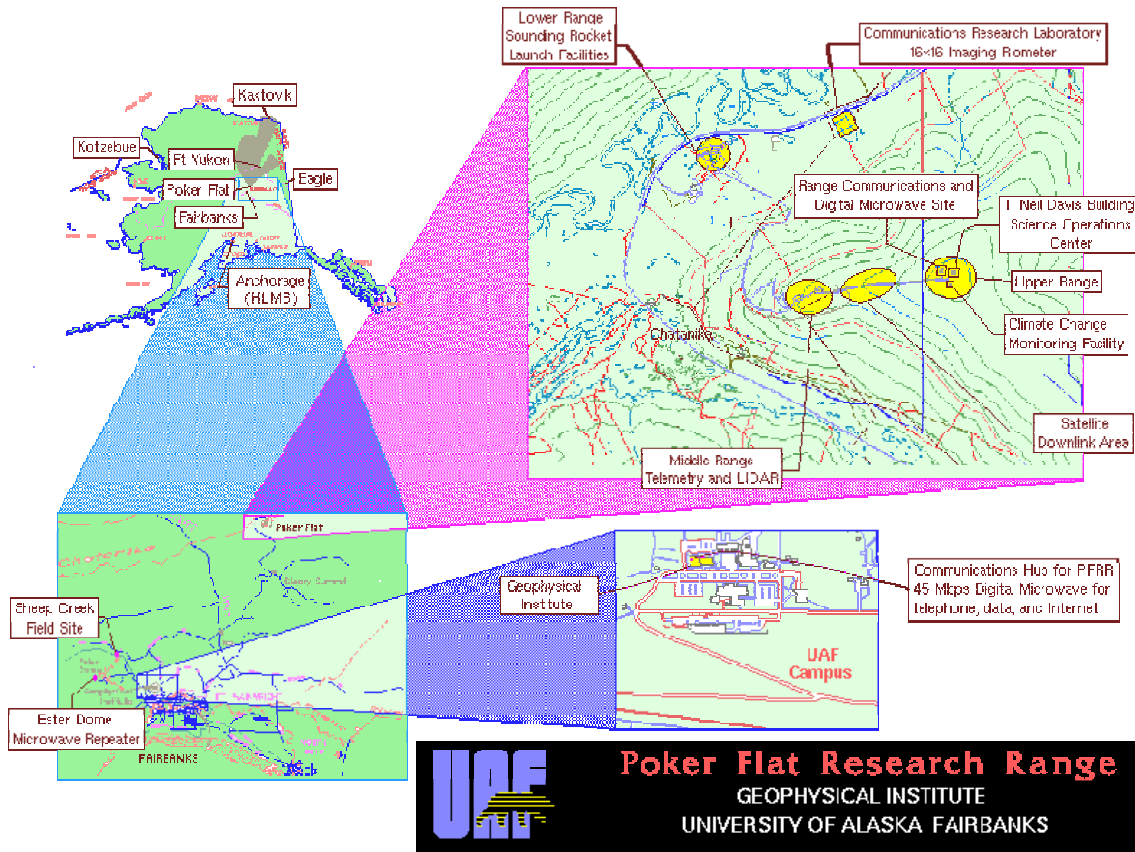 Lower Range
Sounding Rocket
Launch Facilities
Communications Research Laboratory
16x16 Imaging Riometer
Kaktovik
Kotzebue
Ft Yukon
Poker Flat
Eagle
Fairbanks
Anchorage
(HLMS)
Range Communications and
Digital Microwave Site
T Neil Davis Building
Science Operations
Center
Upper Range
Climate Change
Monitoring Facility
Chatanika
Satellite
Downlink Area
Middle Range
Telemetry and LIDAR
Poker Flat
Chatanika
Cleary Summit
Sheep Creek
Field Site
Ester Dome
Microwave Repeater
FAIRBANKS
Geophysical
Institute
Communications Hub for PFRR
45 Mbps Digital Microwave for
telephone, data, and Internet
UAF
Campus
UAF
Poker Flat Research Range
GEOPHYSICAL INSTITUTE
UNIVERSITY OF ALASKA FAIRBANKS